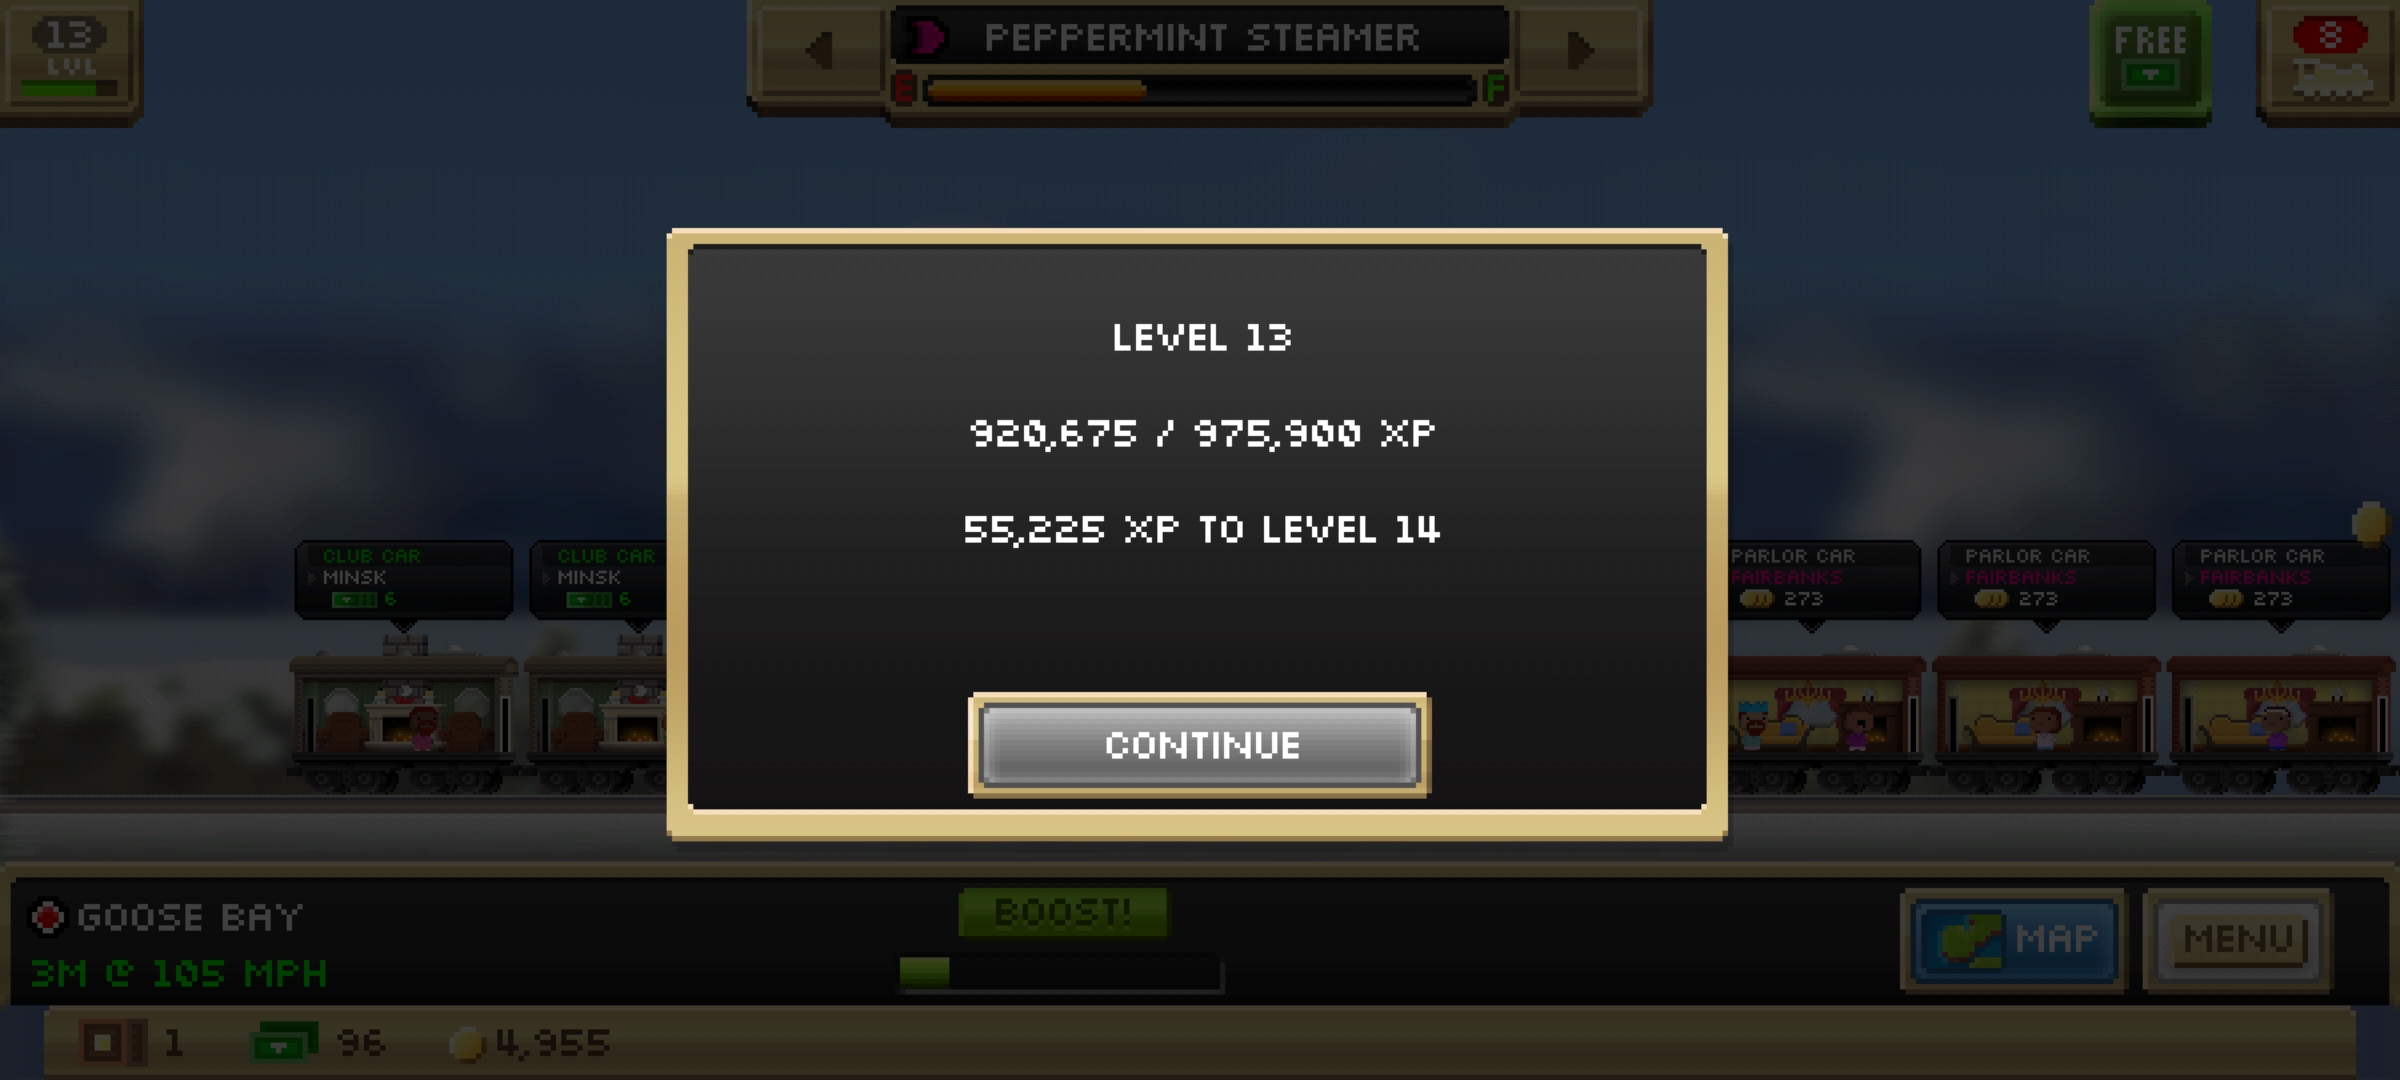 13
LVL
PEPPERMINT STEAMER
E F
FREE
8
LEVEL 13
920,675 / 975,900 XP
55,225 XP TO LEVEL 14
CONTINUE
CLUB CAR
MINSK
6
CLUB CAR
MINSK
6
PARLOR CAR
FAIRBANKS
273
PARLOR CAR
FAIRBANKS
273
PARLOR CAR
FAIRBANKS
273
GOOSE BAY
3M @ 105 MPH
BOOST!
MAP
MENU
1 96 4,955